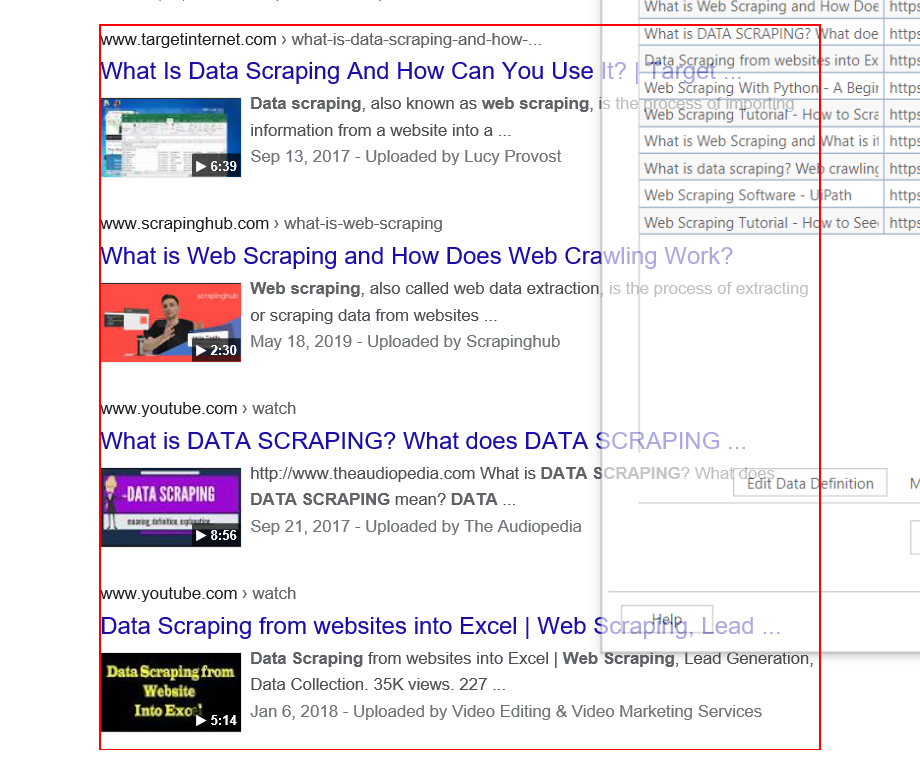 www.targetinternet.com › what-is-data-scraping-and-how-...
What Is Data Scraping And How Can You Use It? | Target ...
Data scraping, also known as web scraping, is the process of importing
information from a website into a ...
Sep 13, 2017 - Uploaded by Lucy Provost
6:39
www.scrapinghub.com › what-is-web-scraping
What is Web Scraping and How Does Web Crawling Work?
Web scraping, also called web data extraction, is the process of extracting
or scraping data from websites ...
May 18, 2019 - Uploaded by Scrapinghub
scrapinghub
2:30
www.youtube.com › watch
What is DATA SCRAPING? What does DATA SCRAPING ...
http://www.theaudiopedia.com What is DATA SCRAPING? What does
DATA SCRAPING mean? DATA ...
Sep 21, 2017 - Uploaded by The Audiopedia
-DATA SCRAPING
meaning, definition, explanation
8:56
www.youtube.com › watch
Data Scraping from websites into Excel | Web Scraping, Lead ...
Data Scraping from websites into Excel | Web Scraping, Lead Generation,
Data Collection. 35K views. 227 ...
Jan 6, 2018 - Uploaded by Video Editing & Video Marketing Services
Data Scraping from
Website
Into Excel
5:14
What is Web Scraping and How Doe https
What is DATA SCRAPING? What doe https
Data Scraping from websites into Ex https
Web Scraping With Python - A Begin https
Web Scraping Tutorial - How to Scra https
What is Web Scraping and What is it https
What is data scraping? Web crawling https
Web Scraping Software - UiPath https
Web Scraping Tutorial - How to See https
Edit Data Definition M
Help